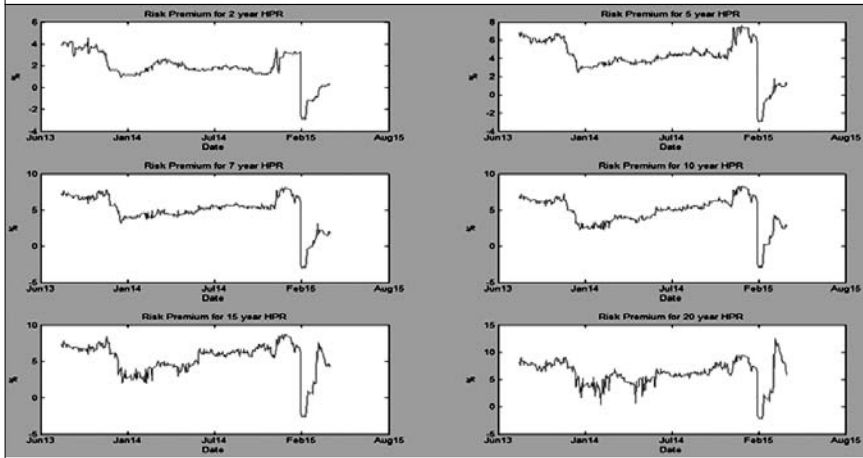 Risk Premium for 2 year HPR
6
4
2
0
-2
-4
%
Jun13 Jan14 Jul14 Feb15 Aug15
Date
Risk Premium for 5 year HPR
8
6
4
2
0
-2
-4
%
Jun13 Jan14 Jul14 Feb15 Aug15
Date
Risk Premium for 7 year HPR
10
5
0
-5
%
Jun13 Jan14 Jul14 Feb15 Aug15
Date
Risk Premium for 10 year HPR
10
5
0
-5
%
Jun13 Jan14 Jul14 Feb15 Aug15
Date
Risk Premium for 15 year HPR
10
5
0
-5
%
Jun13 Jan14 Jul14 Feb15 Aug15
Date
Risk Premium for 20 year HPR
15
10
5
0
-5
%
Jun13 Jan14 Jul14 Feb15 Aug15
Date